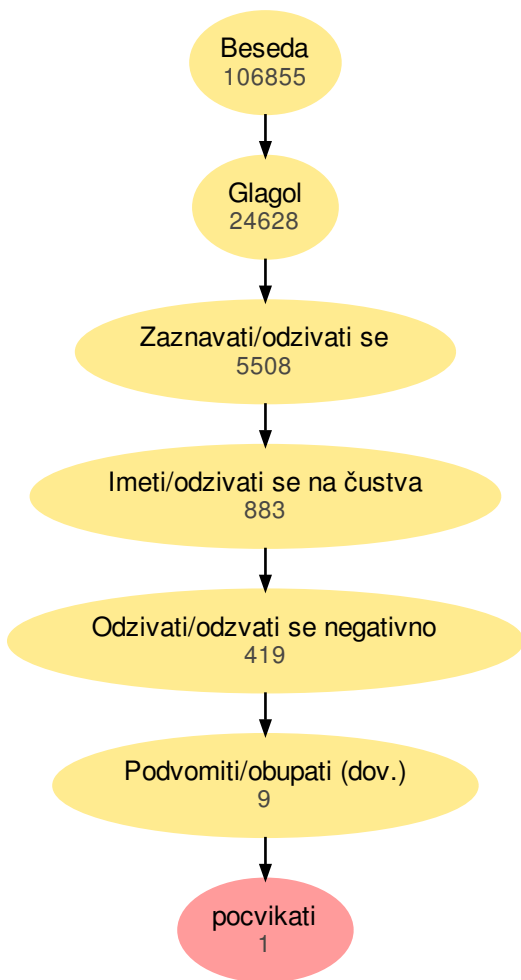 Beseda
106855
Glagol
24628
Zaznavati/odzivati se
5508
Imeti/odzivati se na čustva
883
Odzivati/odzvati se negativno
419
Podvomiti/obupati (dov.)
9
pocvikati
1